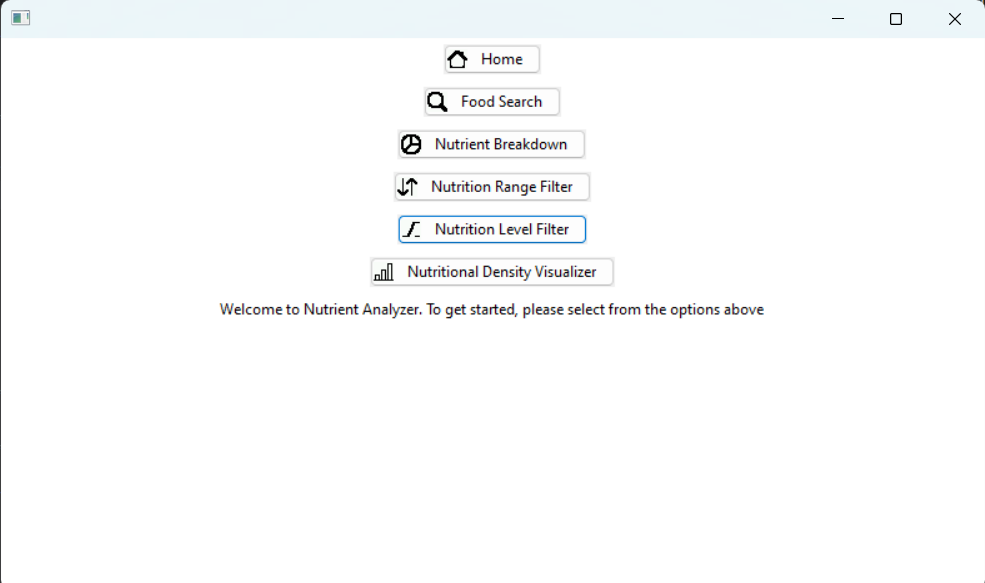 Home
Food Search
Nutrient Breakdown
Nutrition Range Filter
Nutrition Level Filter
Nutritional Density Visualizer
Welcome to Nutrient Analyzer. To get started, please select from the options above